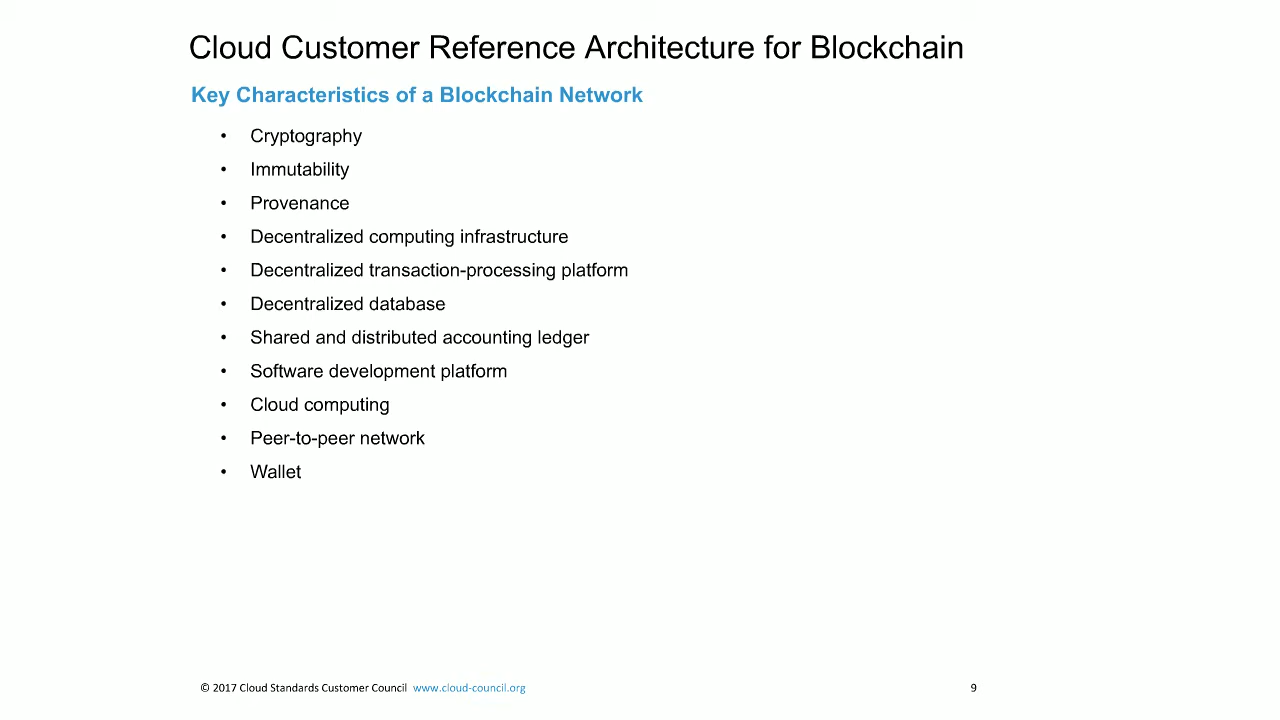 Cloud Customer Reference Architecture for Blockchain
Key Characteristics of a Blockchain Network
• Cryptography
• Immutability
• Provenance
• Decentralized computing infrastructure
• Decentralized transaction-processing platform
• Decentralized database
• Shared and distributed accounting ledger
• Software development platform
• Cloud computing
• Peer-to-peer network
• Wallet
© 2017 Cloud Standards Customer Council www.cloud-council.org 9